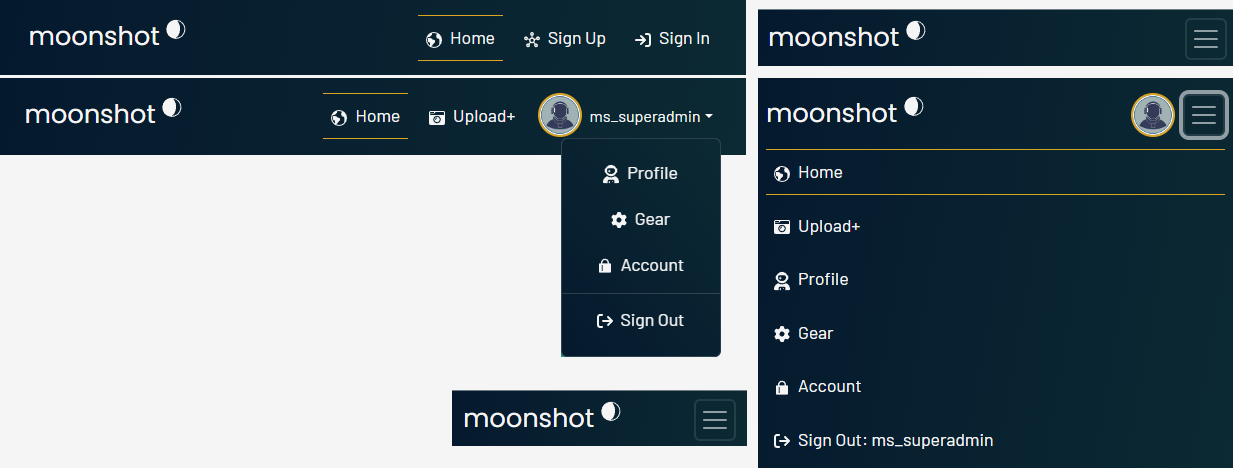 moonshot Home Sign Up Sign In
moonshot Home Upload+ ms_superadmin
Profile
Gear
Account
Sign Out
moonshot
moonshot
moonshot
Home
Upload+
Profile
Gear
Account
Sign Out: ms_superadmin